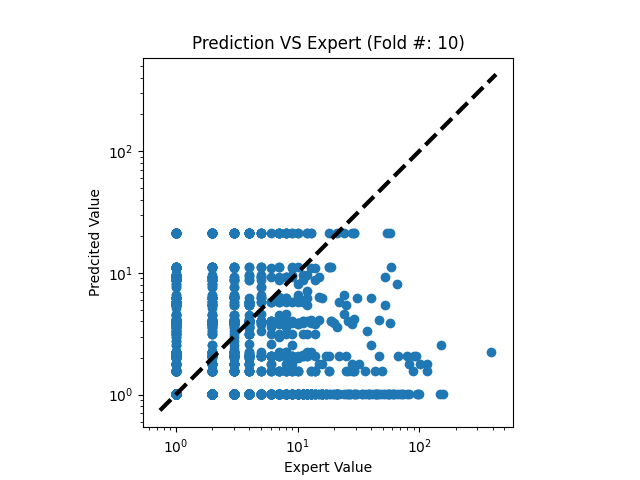 Prediction VS Expert (Fold #: 10)
Predcited Value
10²
10¹
10⁰
10⁰ 10¹ 10²
Expert Value